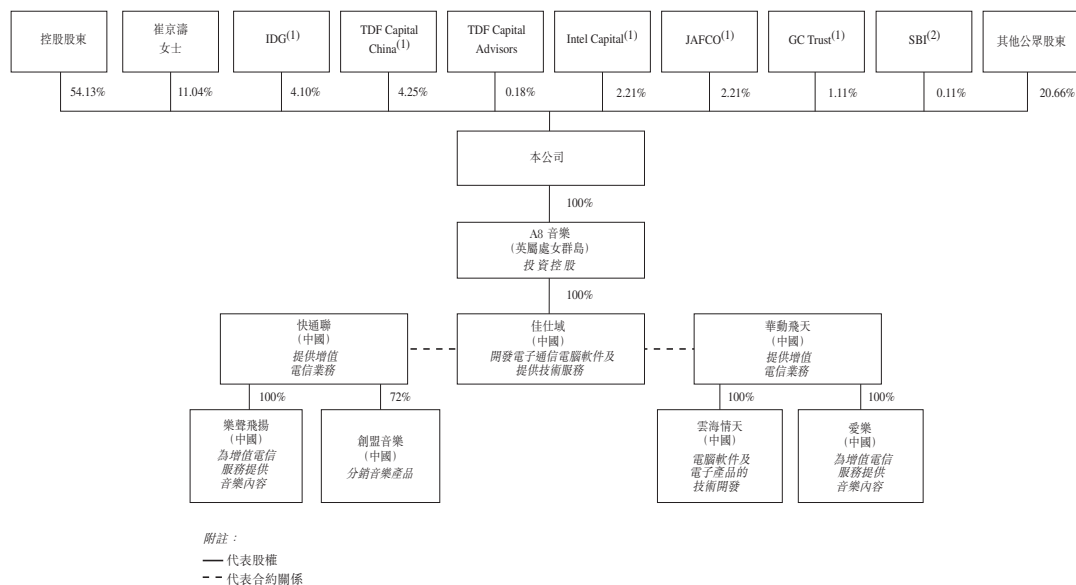 控股股東
崔京濤
女士
IDG(1)
TDF Capital
China(1)
TDF Capital
Advisors
Intel Capital(1)
JAFCO(1)
GC Trust(1)
SBI(2)
其他公眾股東
54.13%
11.04%
4.10%
4.25%
0.18%
2.21%
2.21%
1.11%
0.11%
20.66%
本公司
100%
A8 音樂
(英屬處女群島)
投資控股
100%
快通聯
(中國)
提供增值
電信業務
佳仕域
(中國)
開發電子通信電腦軟件及
提供技術服務
華動飛天
(中國)
提供增值
電信業務
100%
72%
100%
100%
樂聲飛揚
(中國)
為增值電信
服務提供
音樂內容
創盟音樂
(中國)
分銷音樂產品
雲海情天
(中國)
電腦軟件及
電子產品的
技術開發
愛樂
(中國)
為增值電信
服務提供
音樂內容
附註：
代表股權
代表合約關係